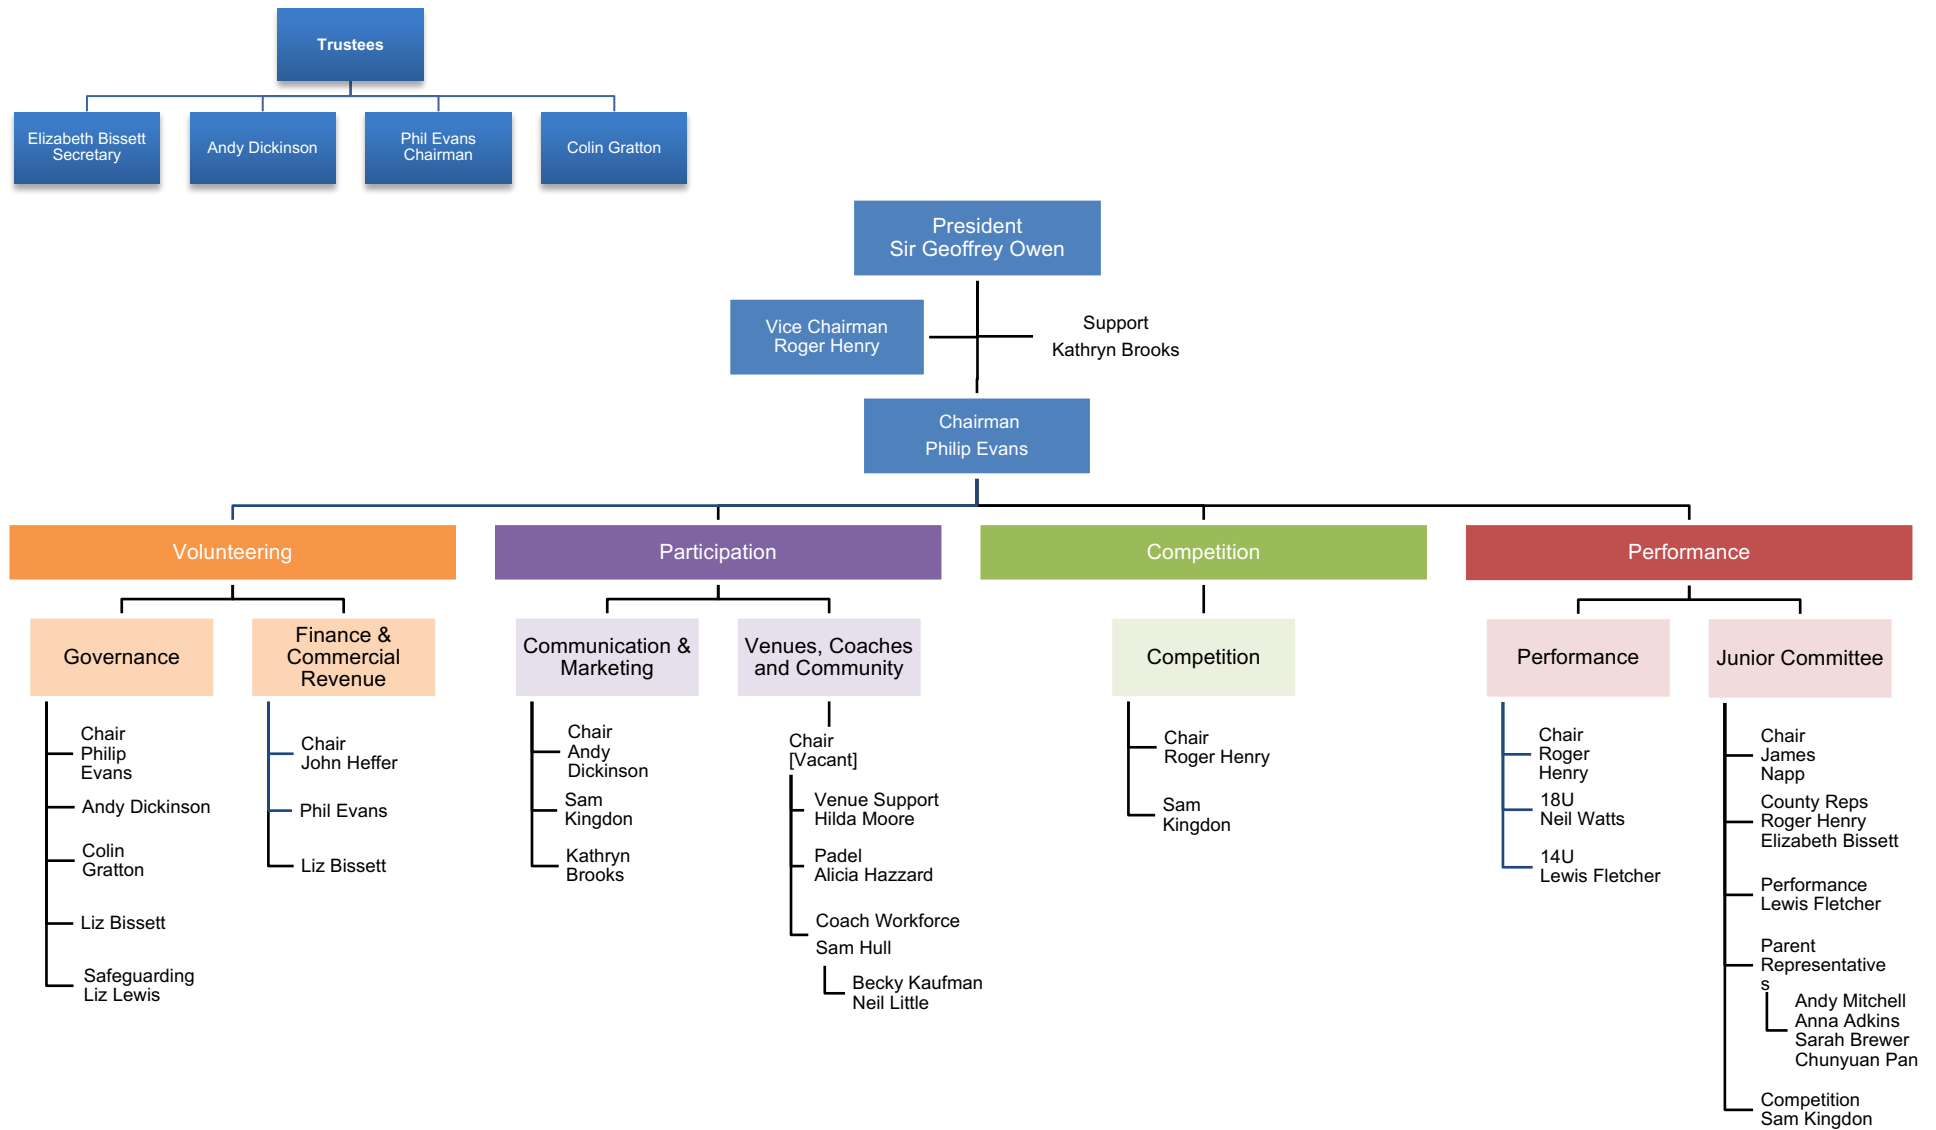 Trustees
Elizabeth Bissett
Secretary
Andy Dickinson
Phil Evans
Chairman
Colin Gratton
President
Sir Geoffrey Owen
Vice Chairman
Roger Henry
Support
Kathryn Brooks
Chairman
Philip Evans
Volunteering
Participation
Competition
Performance
Governance
Finance &
Commercial
Revenue
Communication &
Marketing
Venues, Coaches
and Community
Competition
Performance
Junior Committee
Chair
Philip
Evans
Andy Dickinson
Colin
Gratton
Liz Bissett
Safeguarding
Liz Lewis
Chair
John Heffer
Phil Evans
Liz Bissett
Chair
Andy
Dickinson
Sam
Kingdon
Kathryn
Brooks
Chair
[Vacant]
Venue Support
Hilda Moore
Padel
Alicia Hazzard
Coach Workforce
Sam Hull
Becky Kaufman
Neil Little
Chair
Roger Henry
Sam
Kingdon
Chair
Roger
Henry
18U
Neil Watts
14U
Lewis Fletcher
Chair
James
Napp
County Reps
Roger Henry
Elizabeth Bissett
Performance
Lewis Fletcher
Parent
Representative
s
Andy Mitchell
Anna Adkins
Sarah Brewer
Chunyuan Pan
Competition
Sam Kingdon